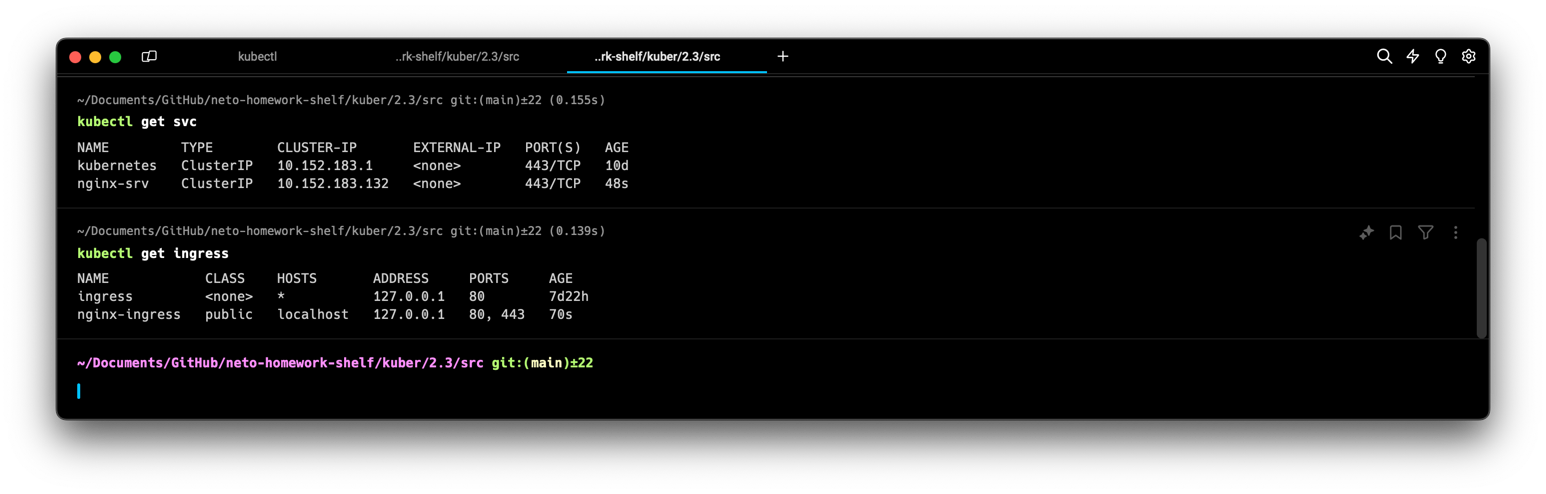 kubectl ..rk-shelf/kuber/2.3/src ..rk-shelf/kuber/2.3/src
~/Documents/GitHub/neto-homework-shelf/kuber/2.3/src git:(main)±22 (0.155s)
kubectl get svc
NAME TYPE CLUSTER-IP EXTERNAL-IP PORT(S) AGE
kubernetes ClusterIP 10.152.183.1 <none> 443/TCP 10d
nginx-srv ClusterIP 10.152.183.132 <none> 443/TCP 48s
~/Documents/GitHub/neto-homework-shelf/kuber/2.3/src git:(main)±22 (0.139s)
kubectl get ingress
NAME CLASS HOSTS ADDRESS PORTS AGE
ingress <none> * 127.0.0.1 80 7d22h
nginx-ingress public localhost 127.0.0.1 80, 443 70s
~/Documents/GitHub/neto-homework-shelf/kuber/2.3/src git:(main)±22